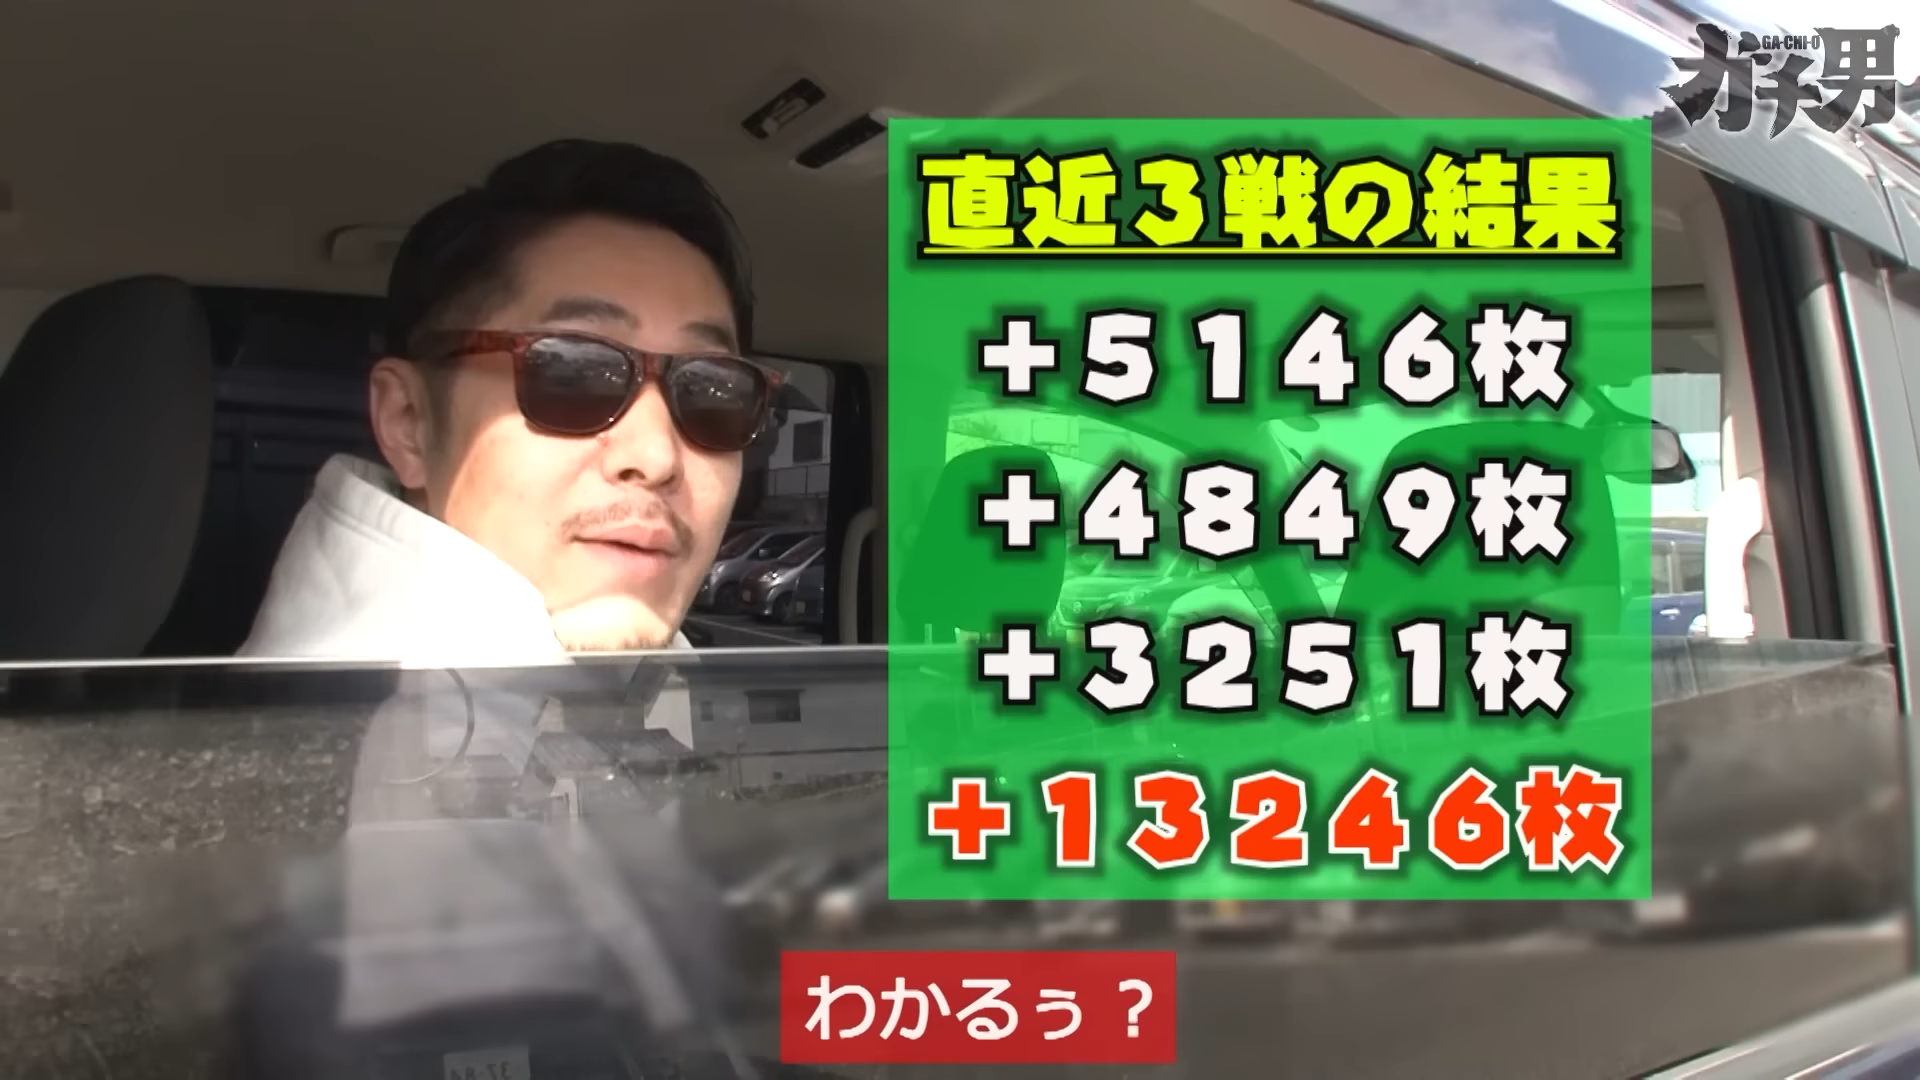 GA-CHI-O
ガチ男
直近３戦の結果
＋５１４６枚
＋４８４９枚
＋３２５１枚
＋１３２４６枚
わかるぅ？